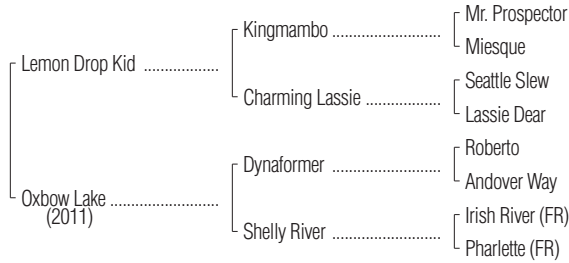 Mr. Prospector
Kingmambo ........................
Miesque
Lemon Drop Kid ..................
Seattle Slew
Charming Lassie .................
Lassie Dear
Roberto
Dynaformer ........................
Andover Way
Oxbow Lake ........................
(2011)
Irish River (FR)
Shelly River .........................
Pharlette (FR)